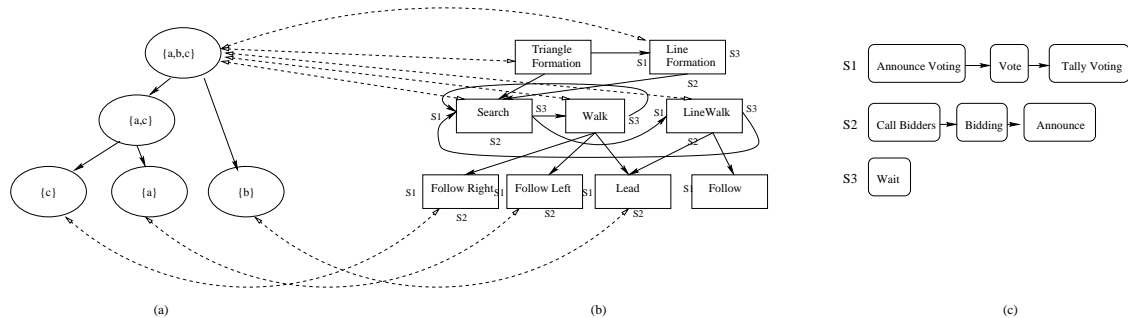 {a,b,c}
{a,c}
{c}
{a}
{b}
(a)
Triangle
Formation
S1
Line
Formation
S3
S2
S1
Search
S3
S2
Walk
S3
S1
LineWalk
S3
S2
S1
Follow Right
S2
S1
Follow Left
S2
S1
Lead
S2
S1
Follow
(b)
S1
Announce Voting
Vote
Tally Voting
S2
Call Bidders
Bidding
Announce
S3
Wait
(c)